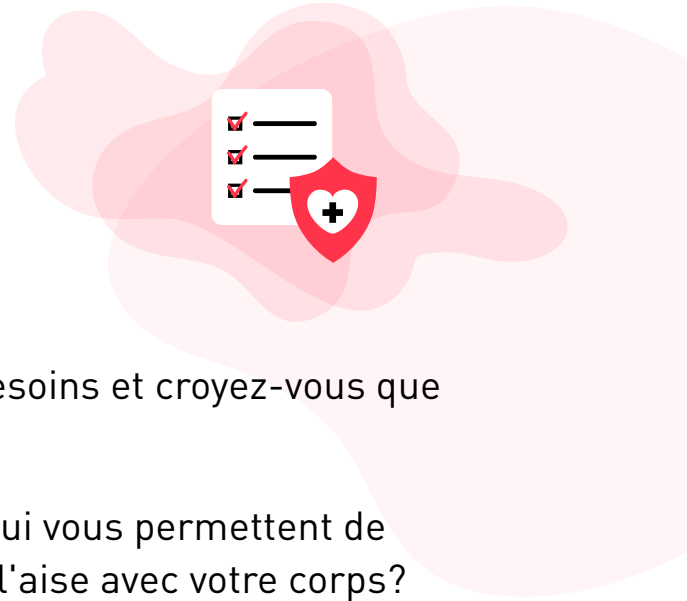 esoins et croyez-vous que
ui vous permettent de
l'aise avec votre corps?